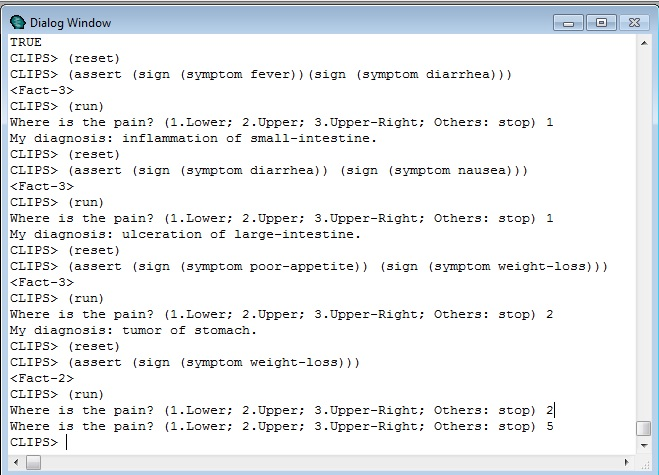 Dialog Window
TRUE
CLIPS> (reset)
CLIPS> (assert (sign (symptom fever))(sign (symptom diarrhea)))
<Fact-3>
CLIPS> (run)
Where is the pain? (1.Lower; 2.Upper; 3.Upper-Right; Others: stop) 1
My diagnosis: inflammation of small-intestine.
CLIPS> (reset)
CLIPS> (assert (sign (symptom diarrhea)) (sign (symptom nausea)))
<Fact-3>
CLIPS> (run)
Where is the pain? (1.Lower; 2.Upper; 3.Upper-Right; Others: stop) 1
My diagnosis: ulceration of large-intestine.
CLIPS> (reset)
CLIPS> (assert (sign (symptom poor-appetite)) (sign (symptom weight-loss)))
<Fact-3>
CLIPS> (run)
Where is the pain? (1.Lower; 2.Upper; 3.Upper-Right; Others: stop) 2
My diagnosis: tumor of stomach.
CLIPS> (reset)
CLIPS> (assert (sign (symptom weight-loss)))
<Fact-2>
CLIPS> (run)
Where is the pain? (1.Lower; 2.Upper; 3.Upper-Right; Others: stop) 2
Where is the pain? (1.Lower; 2.Upper; 3.Upper-Right; Others: stop) 5
CLIPS>